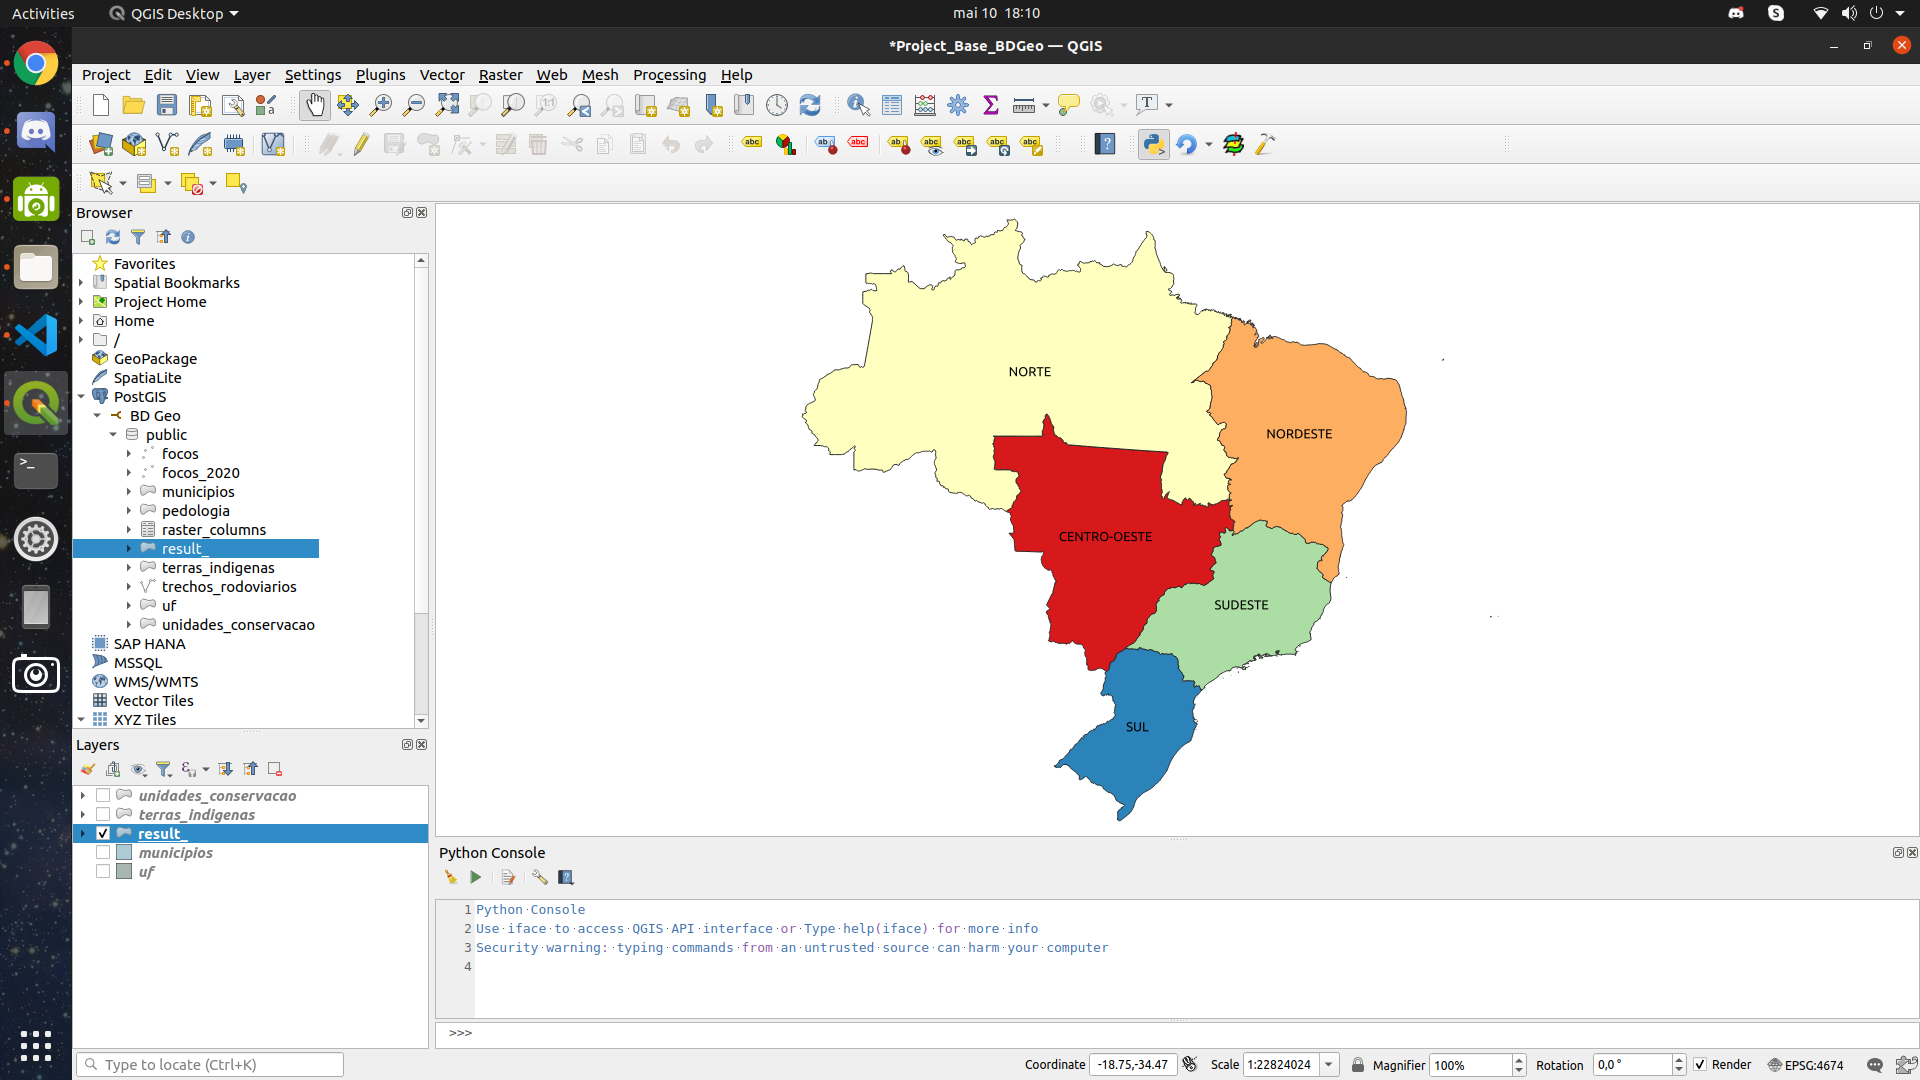 Activities
QGIS Desktop
mai 10 18:10
*Project_Base_BDGeo — QGIS
Project Edit View Layer Settings Plugins Vector Raster Web Mesh Processing Help
Browser
Favorites
Spatial Bookmarks
Project Home
Home
/
GeoPackage
SpatiaLite
PostGIS
BD Geo
public
focos
focos_2020
municipios
pedologia
raster_columns
result_
terras_indigenas
trechos_rodoviarios
uf
unidades_conservacao
SAP HANA
MSSQL
WMS/WMTS
Vector Tiles
XYZ Tiles
Layers
unidades_conservacao
terras_indigenas
result_
municipios
uf
NORTE
NORDESTE
CENTRO-OESTE
SUDESTE
SUL
Python Console
1 Python Console
2 Use iface to access QGIS API interface or Type help(iface) for more info
3 Security warning: typing commands from an untrusted source can harm your computer
4
>>>
Type to locate (Ctrl+K)
Coordinate -18.75,-34.47
Scale 1:22824024
Magnifier 100%
Rotation 0,0 °
Render
EPSG:4674